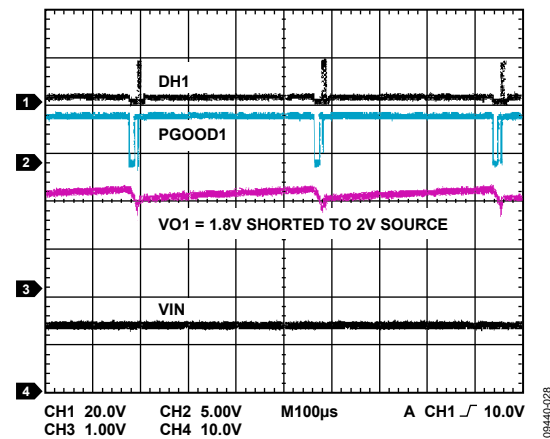 DH1
1
PGOOD1
2
VO1 = 1.8V SHORTED TO 2V SOURCE
3
VIN
4
CH1 20.0V CH2 5.00V M100µs A CH1 10.0V
CH3 1.00V CH4 10.0V
09440-028